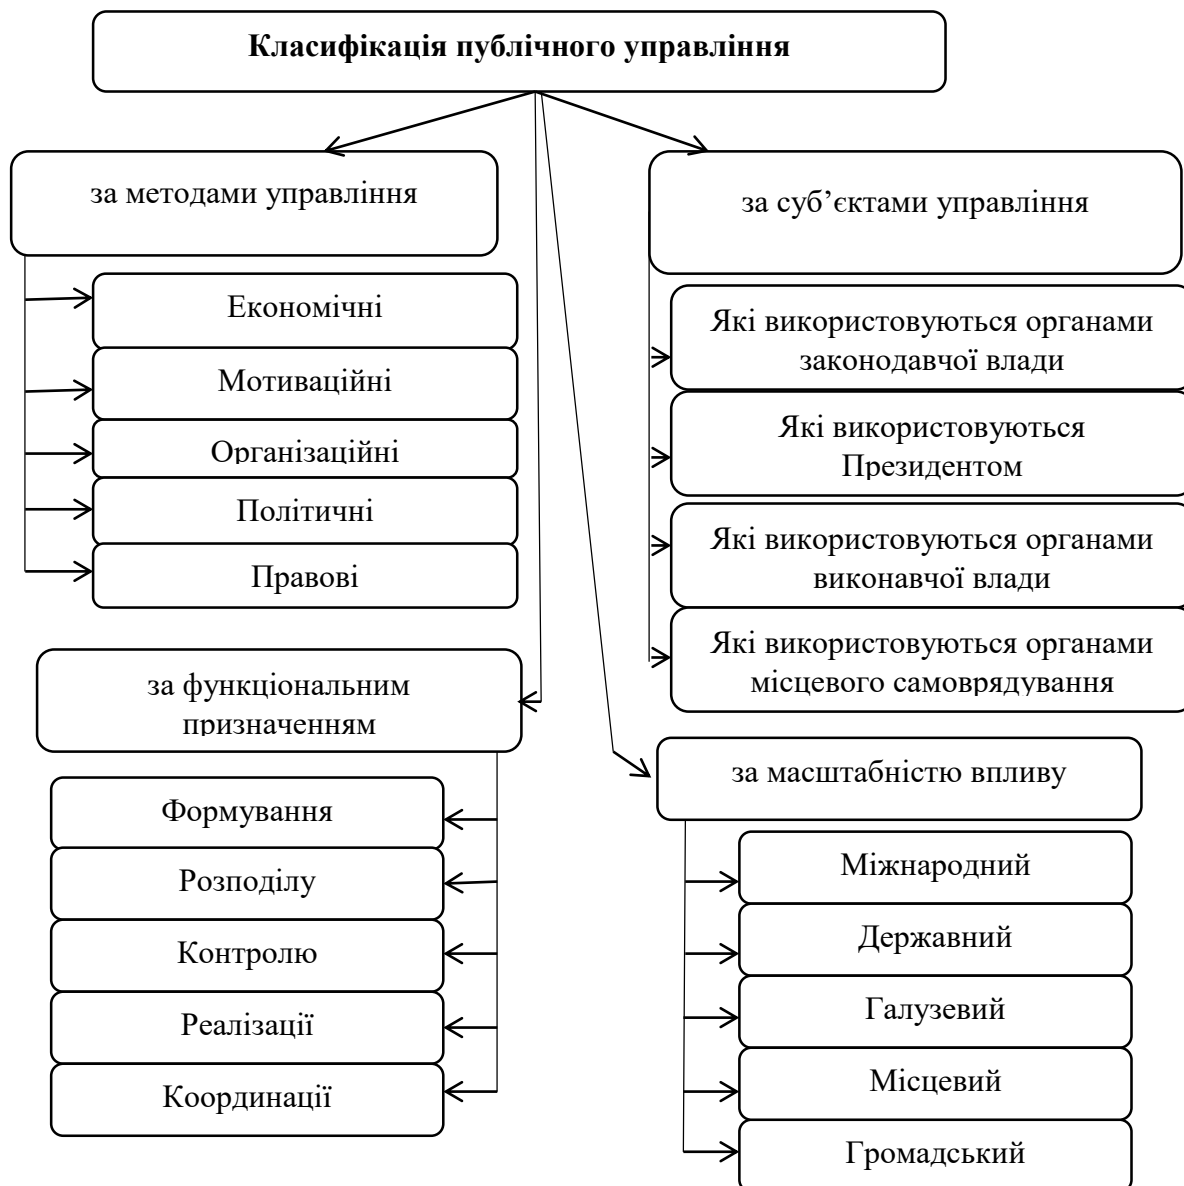 Класифікація публічного управління
за методами управління
Економічні
Мотиваційні
Організаційні
Політичні
Правові
за суб’єктами управління
Які використовуються органами
законодавчої влади
Які використовуються
Президентом
Які використовуються органами
виконавчої влади
Які використовуються органами
місцевого самоврядування
за функціональним
призначенням
Формування
Розподілу
Контролю
Реалізації
Координації
за масштабністю впливу
Міжнародний
Державний
Галузевий
Місцевий
Громадський